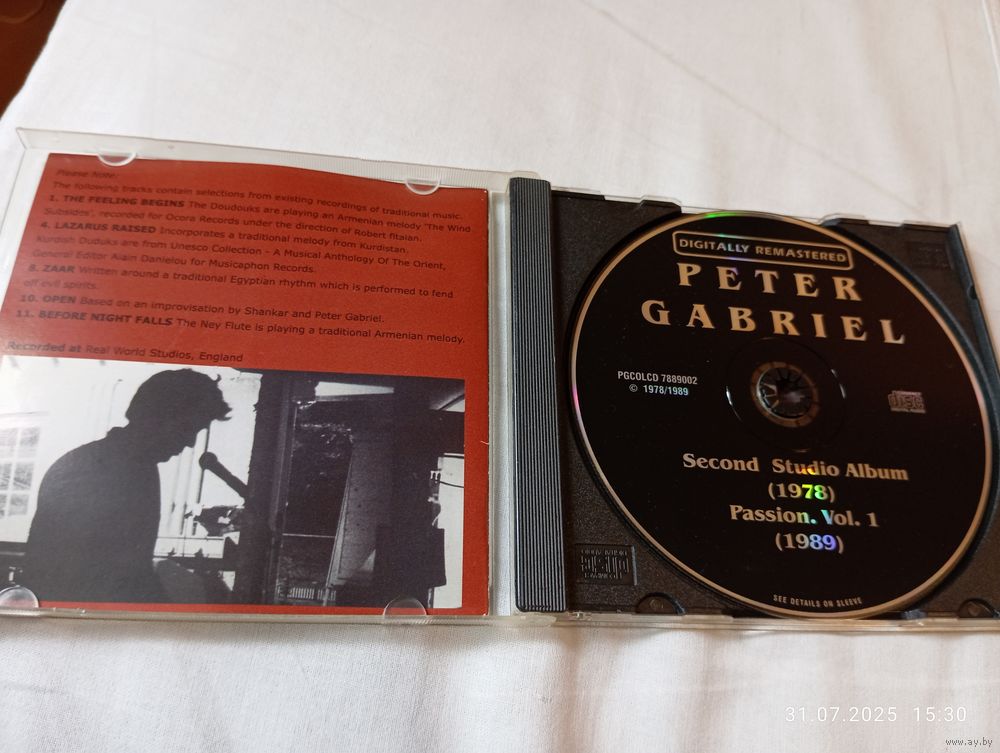 Please Note:
The following tracks contain selections from existing recordings of traditional music.
1. THE FEELING BEGINS The Doudouks are playing an Armenian melody 'The Wind
Subsides', recorded for Ocora Records under the direction of Robert fitaian.
4. LAZARUS RAISED Incorporates a traditional melody from Kurdistan.
Kurdish Duduks are from Unesco Collection - A Musical Anthology Of The Orient,
General Editor Alain Danielou for Musicaphon Records.
8. ZAAR Written around a traditional Egyptian rhythm which is performed to fend
off evil spirits.
10. OPEN Based on an improvisation by Shankar and Peter Gabriel.
11. BEFORE NIGHT FALLS The Ney Flute is playing a traditional Armenian melody.
Recorded at Real World Studios, England
DIGITALLY REMASTERED
PETER
GABRIEL
PGCOLCD 7889002
© 1978/1989
disc
Second Studio Album
(1978)
Passion. Vol. 1
(1989)
SEE DETAILS ON SLEEVE
31.07.2025 15:30
www.ay.by